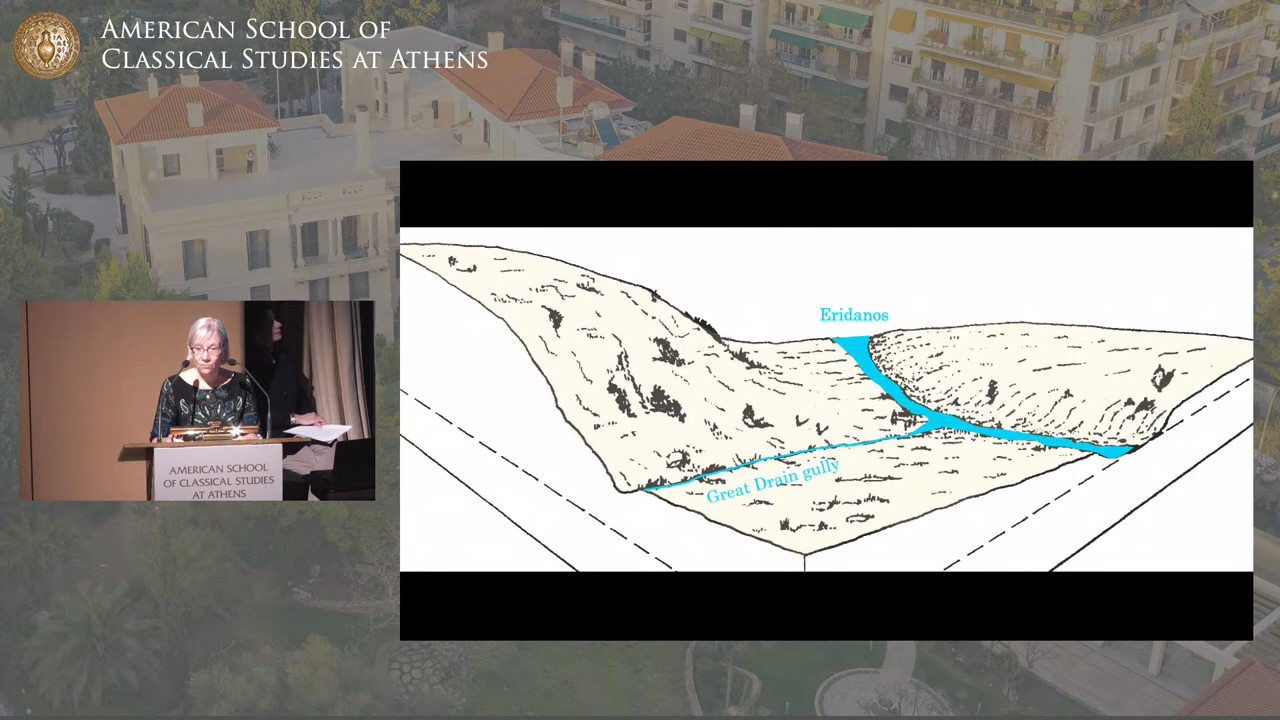 AMERICAN SCHOOL OF
CLASSICAL STUDIES AT ATHENS
Eridanos
Great Drain gully
AMERICAN SCHOOL
OF CLASSICAL STUDIES
AT ATHENS